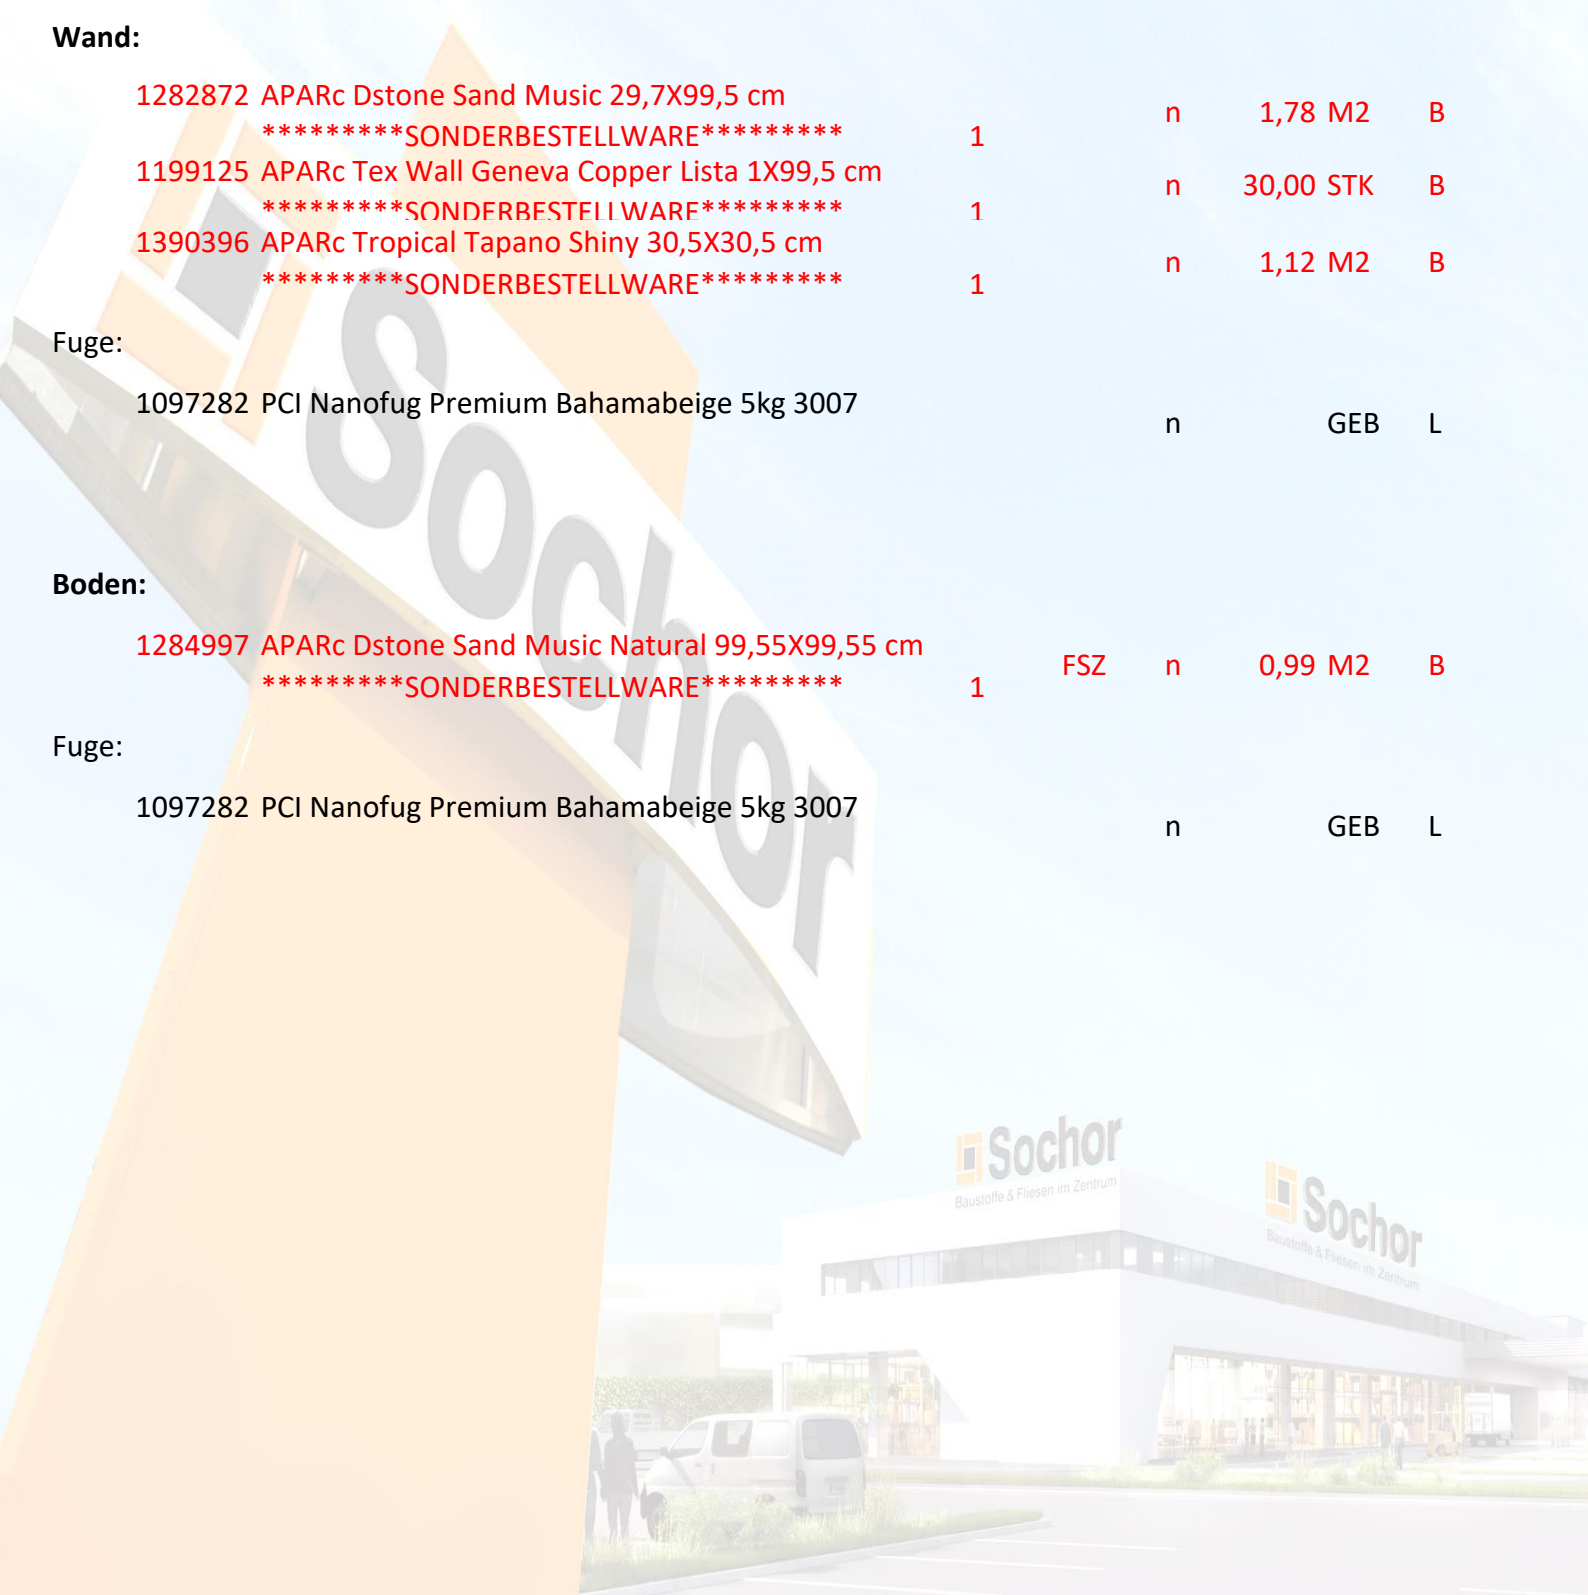 Wand:
1282872 APARc Dstone Sand Music 29,7X99,5 cm n 1,78 M2 B
*********SONDERBESTELLWARE********* 1
1199125 APARc Tex Wall Geneva Copper Lista 1X99,5 cm n 30,00 STK B
*********SONDERBESTELLWARE********* 1
1390396 APARc Tropical Tapano Shiny 30,5X30,5 cm n 1,12 M2 B
*********SONDERBESTELLWARE********* 1
Fuge:
1097282 PCI Nanofug Premium Bahamabeige 5kg 3007 n GEB L
Boden:
1284997 APARc Dstone Sand Music Natural 99,55X99,55 cm FSZ n 0,99 M2 B
*********SONDERBESTELLWARE********* 1
Fuge:
1097282 PCI Nanofug Premium Bahamabeige 5kg 3007 n GEB L
Sochor
Sochor
Baustoffe & Fliesen im Zentrum
Sochor
Baustoffe & Fliesen im Zentrum